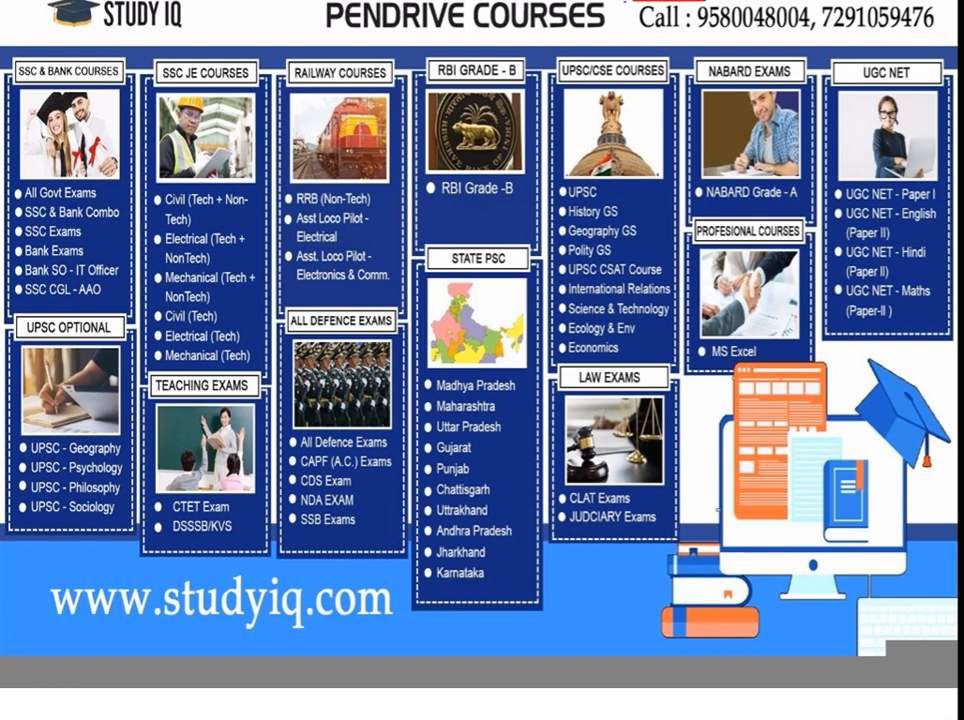 STUDY IQ
PENDRIVE COURSES
Call : 9580048004, 7291059476
SSC & BANK COURSES
All Govt Exams
SSC & Bank Combo
SSC Exams
Bank Exams
Bank SO - IT Officer
SSC CGL - AAO
UPSC OPTIONAL
UPSC - Geography
UPSC - Psychology
UPSC - Philosophy
UPSC - Sociology
SSC JE COURSES
Civil (Tech + Non-
Tech)
Electrical (Tech +
NonTech)
Mechanical (Tech +
NonTech)
Civil (Tech)
Electrical (Tech)
Mechanical (Tech)
TEACHING EXAMS
CTET Exam
DSSSB/KVS
RAILWAY COURSES
RRB (Non-Tech)
Asst Loco Pilot -
Electrical
Asst. Loco Pilot -
Electronics & Comm.
ALL DEFENCE EXAMS
All Defence Exams
CAPF (A.C.) Exams
CDS Exam
NDA EXAM
SSB Exams
RBI GRADE - B
RBI Grade -B
STATE PSC
Madhya Pradesh
Maharashtra
Uttar Pradesh
Gujarat
Punjab
Chattisgarh
Uttrakhand
Andhra Pradesh
Jharkhand
Karnataka
UPSC/CSE COURSES
UPSC
History GS
Geography GS
Polity GS
UPSC CSAT Course
International Relations
Science & Technology
Ecology & Env
Economics
LAW EXAMS
CLAT Exams
JUDCIARY Exams
NABARD EXAMS
NABARD Grade - A
PROFESIONAL COURSES
MS Excel
UGC NET
UGC NET - Paper I
UGC NET - English
(Paper II)
UGC NET - Hindi
(Paper II)
UGC NET - Maths
(Paper-II )
www.studyiq.com